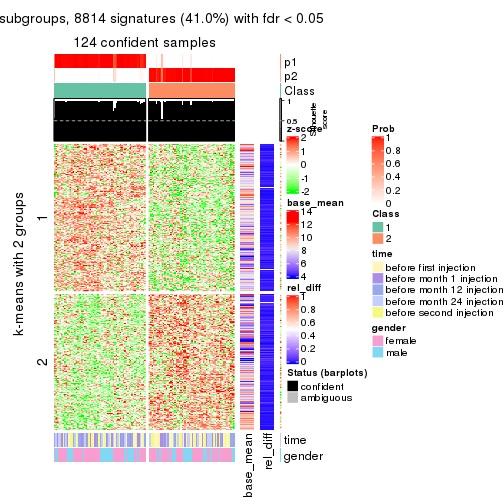 subgroups, 8814 signatures (41.0%) with fdr < 0.05
124 confident samples
p1
p2
Class
1
0.5
Silhouette
score
k-means with 2 groups
1
2
time
gender
base_mean
rel_diff
z-score
2
1
0
-1
-2
base_mean
14
12
10
8
6
4
rel_diff
1
0.8
0.6
0.4
0.2
0
Status (barplots)
confident
ambiguous
Prob
1
0.8
0.6
0.4
0.2
0
Class
1
2
time
before first injection
before month 1 injection
before month 12 injection
before month 24 injection
before second injection
gender
female
male